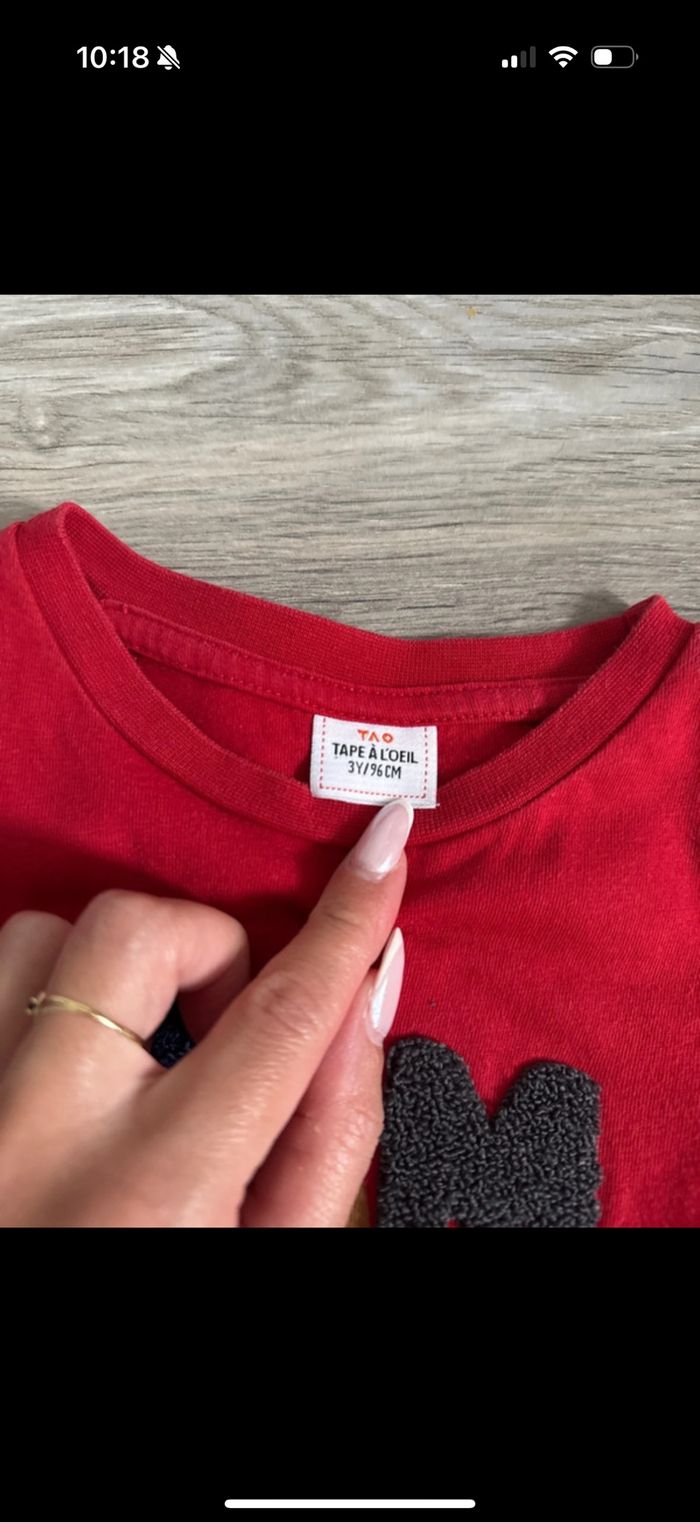 10:18
TAO
TAPE À L'OEIL
3Y/96CM
M